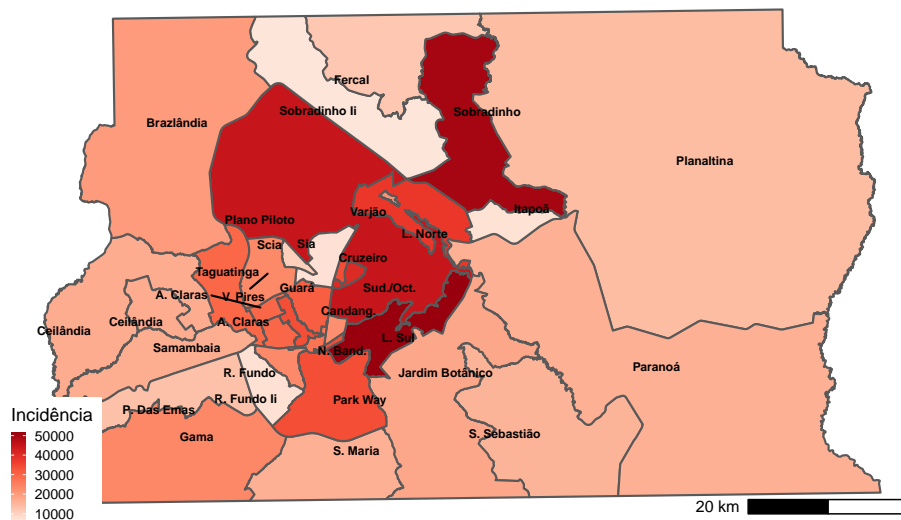 Fercal
Sobradinho Ii
Sobradinho
Brazlândia
Planaltina
Itapoã
Varjão
Plano Piloto
L. Norte
Scia
Sia
Cruzeiro
Taguatinga
Guará
Sud./Oct.
A. Claras
V. Pires
Candang.
Ceilândia
Ceilândia
A. Claras
L. Sul
Samambaia
N. Band.
R. Fundo
Jardim Botânico
Paranoá
R. Fundo Ii
Park Way
P. Das Emas
Gama
S. Sebastião
S. Maria
Incidência
50000
40000
30000
20000
10000
20 km